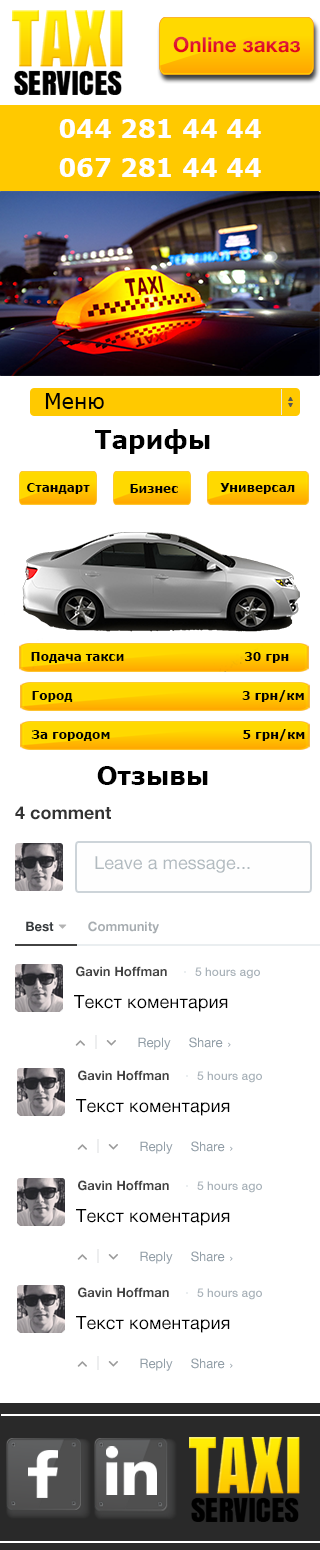 TAXI
SERVICES
Online заказ
044 281 44 44
067 281 44 44
ТЕРМІНАЛ
TAXI
Меню
Тарифы
Стандарт Бизнес Универсал
Подача такси 30 грн
Город 3 грн/км
За городом 5 грн/км
Отзывы
4 comment
Leave a message...
Best Community
Gavin Hoffman · 5 hours ago
Текст коментария
Reply Share ›
Gavin Hoffman · 5 hours ago
Текст коментария
Reply Share ›
Gavin Hoffman · 5 hours ago
Текст коментария
Reply Share ›
Gavin Hoffman · 5 hours ago
Текст коментария
Reply Share ›
f in TAXI
SERVICES